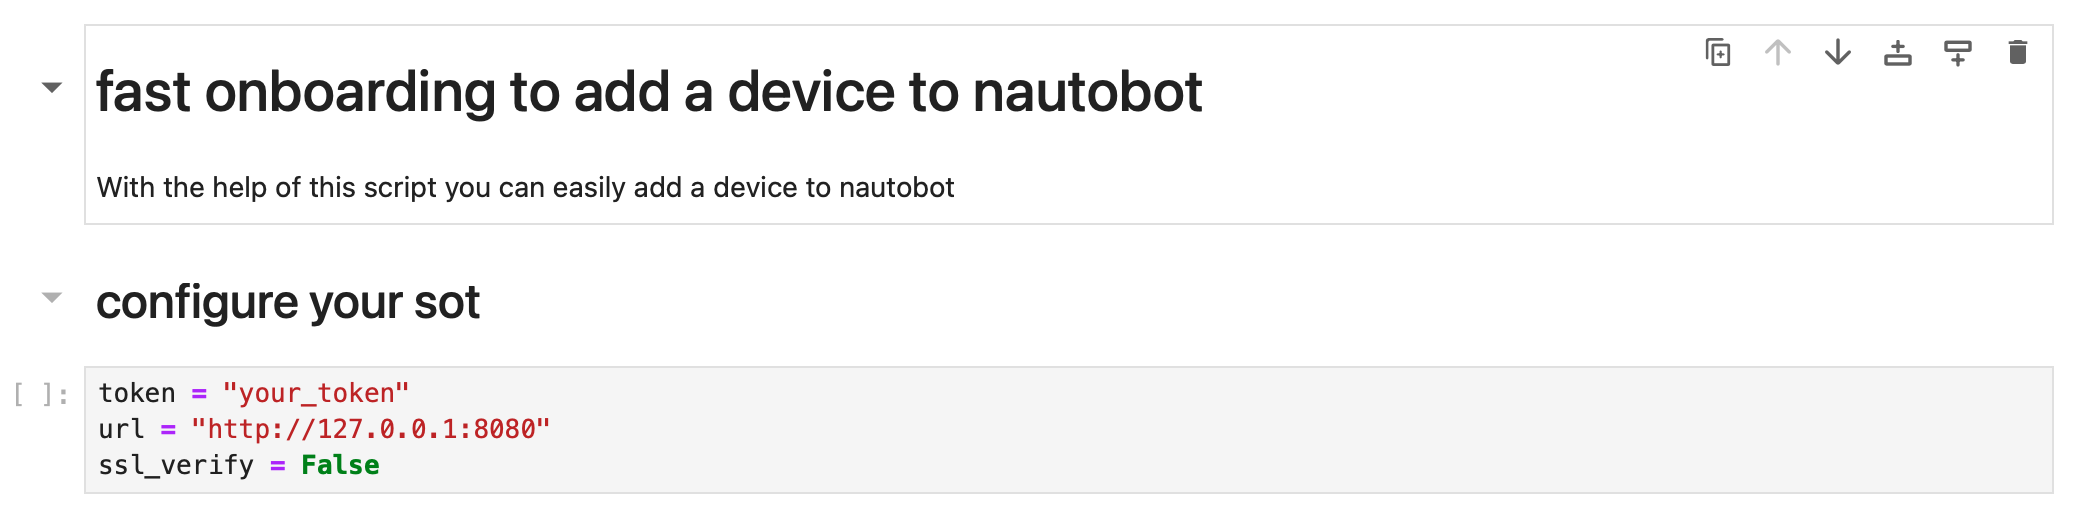 fast onboarding to add a device to nautobot
With the help of this script you can easily add a device to nautobot
configure your sot
[ ]:
token = "your_token"
url = "http://127.0.0.1:8080"
ssl_verify = False